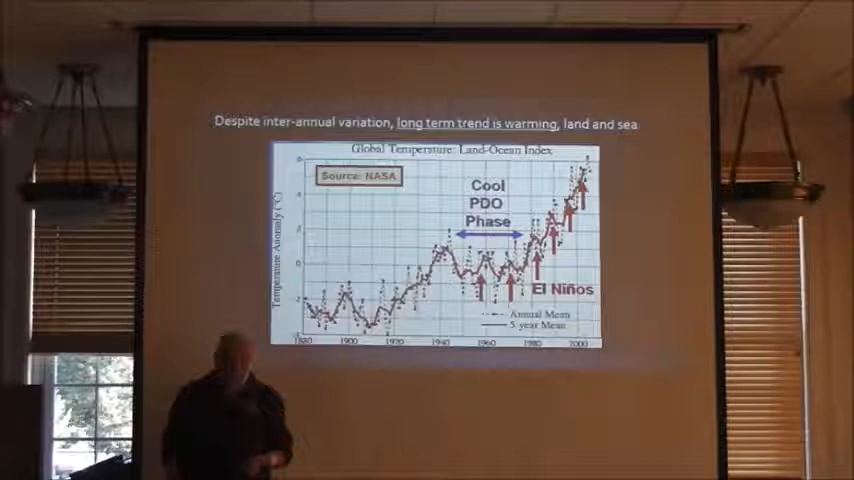 Despite inter-annual variation, long term trend is warming, land and sea
Global Temperature: Land-Ocean Index
Source: NASA
Cool
PDO
Phase
Temperature Anomaly (°C)
El Niños
Annual Mean
5 year Mean
1880 1900 1920 1940 1960 1980 2000